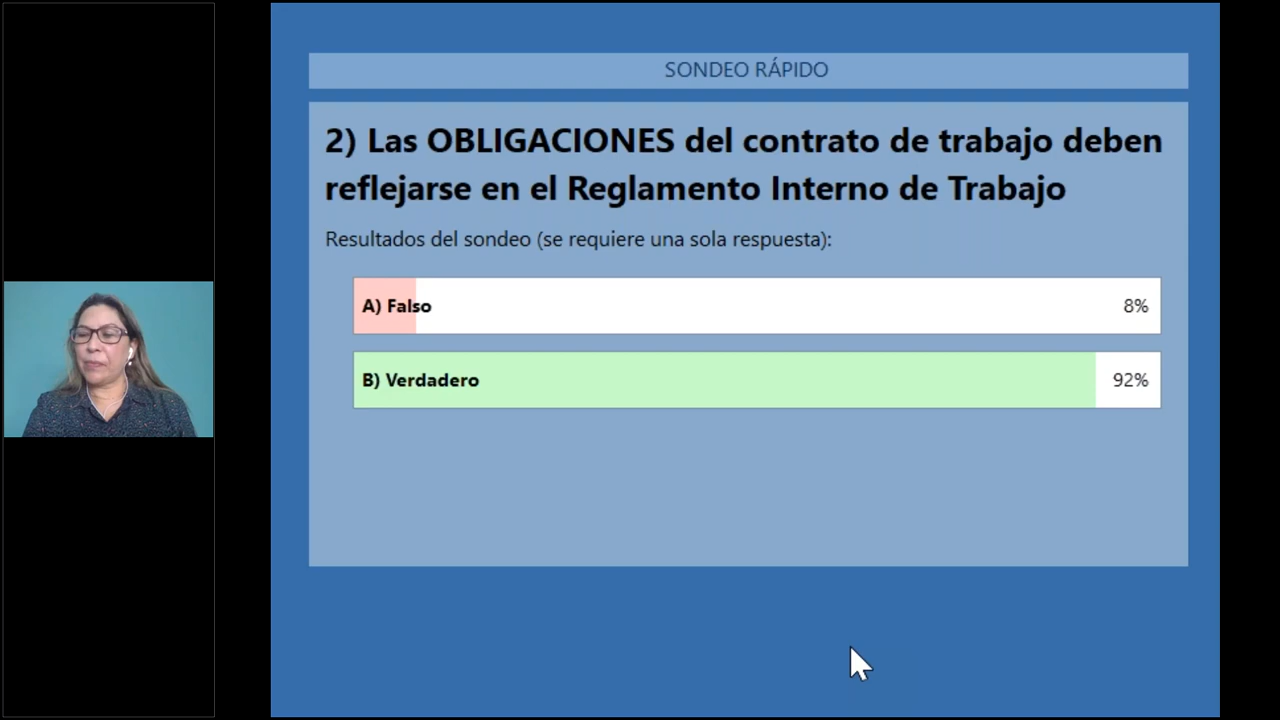 SONDEO RÁPIDO
2) Las OBLIGACIONES del contrato de trabajo deben
reflejarse en el Reglamento Interno de Trabajo
Resultados del sondeo (se requiere una sola respuesta):
A) Falso 8%
B) Verdadero 92%